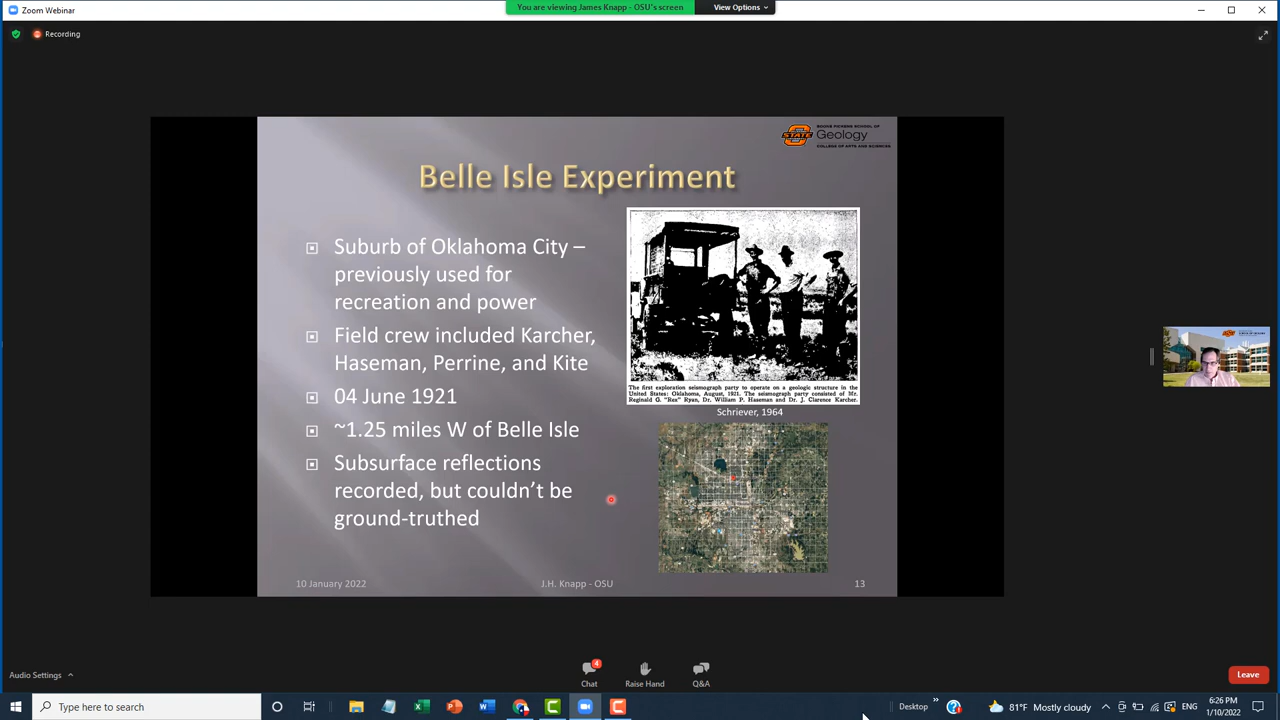 Zoom Webinar
You are viewing James Knapp - OSU's screen
View Options
Recording
BOONE PICKENS SCHOOL OF
STATE
Geology
COLLEGE OF ARTS AND SCIENCES
Belle Isle Experiment
Suburb of Oklahoma City –
previously used for
recreation and power
Field crew included Karcher,
Haseman, Perrine, and Kite
04 June 1921
~1.25 miles W of Belle Isle
Subsurface reflections
recorded, but couldn't be
ground-truthed
The first exploration seismograph party to operate on a geologic structure in the
United States: Oklahoma, August, 1921. The seismograph party consisted of Mr.
Reginald G. "Rex" Ryan, Dr. William P. Haseman and Dr. J. Clarence Karcher.
Schriever, 1964
10 January 2022
J.H. Knapp - OSU
13
Audio Settings
4
Chat
Raise Hand
Q&A
Leave
Type here to search
Desktop
81°F Mostly cloudy
ENG
6:26 PM
1/10/2022